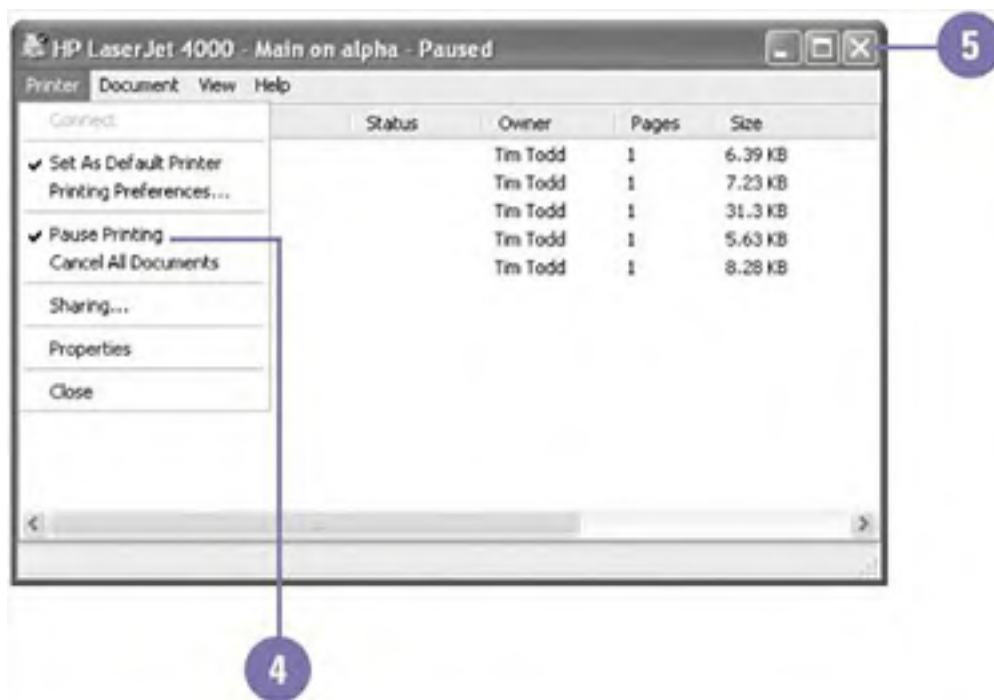 HP LaserJet 4000 - Main on alpha - Paused
5
Printer Document View Help
Connect Status Owner Pages Size
Set As Default Printer Tim Todd 1 6.39 KB
Printing Preferences... Tim Todd 1 7.23 KB
Tim Todd 1 31.3 KB
Pause Printing Tim Todd 1 5.63 KB
Cancel All Documents Tim Todd 1 8.28 KB
Sharing...
Properties
Close
4